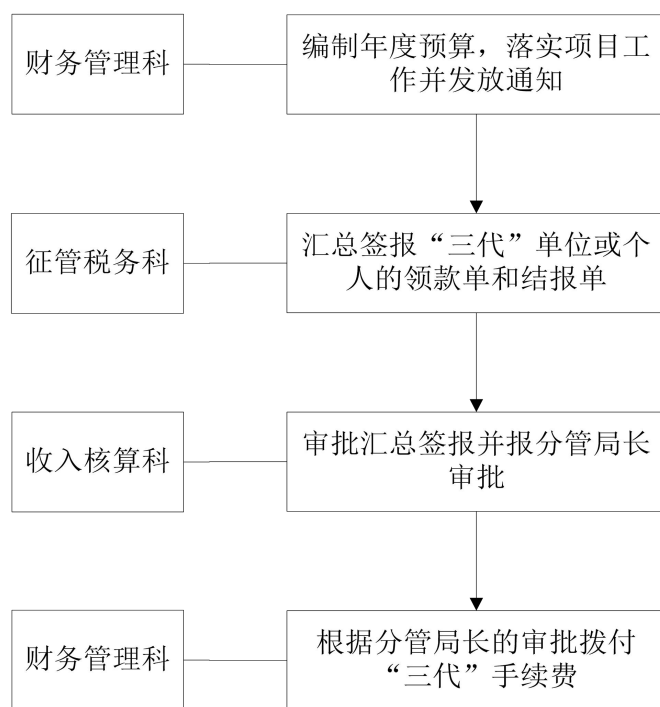 财务管理科
编制年度预算，落实项目工
作并发放通知
征管税务科
汇总签报“三代”单位或个
人的领款单和结报单
收入核算科
审批汇总签报并报分管局长
审批
财务管理科
根据分管局长的审批拨付
“三代”手续费